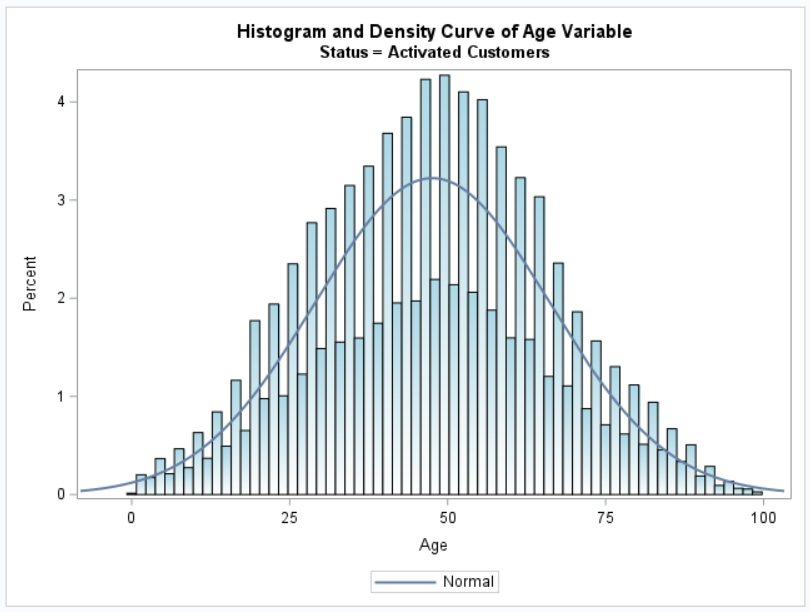 Histogram and Density Curve of Age Variable
Status = Activated Customers
4
3
2
1
0
Percent
0 25 50 75 100
Age
Normal